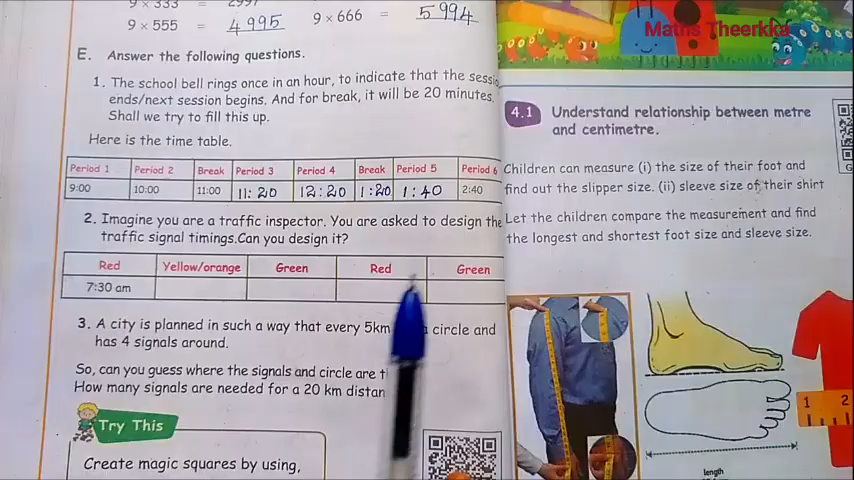 9 × 333 = 2997
9 × 555 = 4995 9 × 666 = 5994
E. Answer the following questions.
1. The school bell rings once in an hour, to indicate that the sessio
ends/next session begins. And for break, it will be 20 minutes.
Shall we try to fill this up.
Here is the time table.
Period 1 Period 2 Break Period 3 Period 4 Break Period 5 Period 6
9:00 10:00 11:00 11:20 12:20 1:20 1:40 2:40
2. Imagine you are a traffic inspector. You are asked to design the
traffic signal timings.Can you design it?
Red Yellow/orange Green Red Green
7:30 am
3. A city is planned in such a way that every 5km circle and
has 4 signals around.
So, can you guess where the signals and circle are
How many signals are needed for a 20 km distan
Try This
Create magic squares by using,
Maths Theerkka
4.1 Understand relationship between metre
and centimetre.
Children can measure (i) the size of their foot and
find out the slipper size. (ii) sleeve size of their shirt
Let the children compare the measurement and find
the longest and shortest foot size and sleeve size.
1 2
length